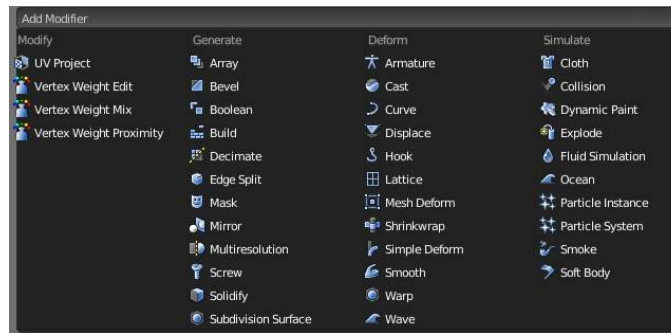 Add Modifier
Modify
UV Project
Vertex Weight Edit
Vertex Weight Mix
Vertex Weight Proximity
Generate
Array
Bevel
Boolean
Build
Decimate
Edge Split
Mask
Mirror
Multiresolution
Screw
Solidify
Subdivision Surface
Deform
Armature
Cast
Curve
Displace
Hook
Lattice
Mesh Deform
Shrinkwrap
Simple Deform
Smooth
Warp
Wave
Simulate
Cloth
Collision
Dynamic Paint
Explode
Fluid Simulation
Ocean
Particle Instance
Particle System
Smoke
Soft Body